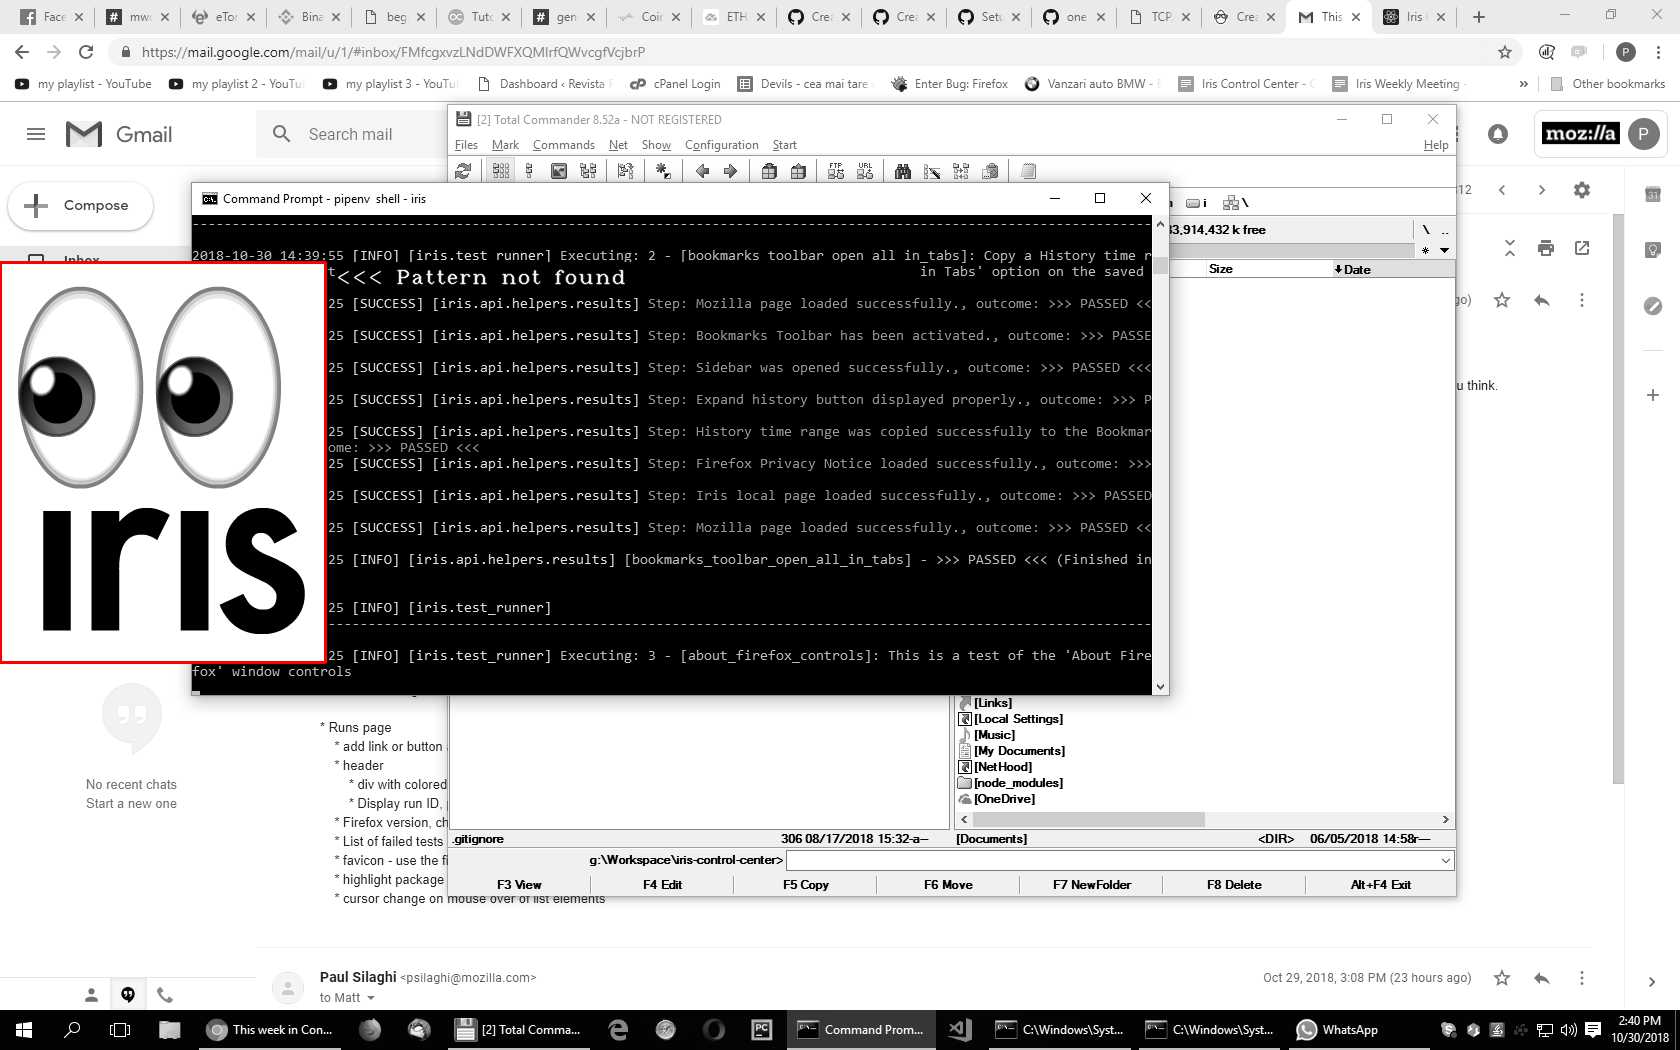 Face
mwc
eTor
Bina
beg
Tuto
gen
Coin
ETH
Crea
Crea
Setu
one
TCP
Crea
This
Iris
https://mail.google.com/mail/u/1/#inbox/FMfcgxvzLNdDWFXQMlrfQWvcgfVcjbrP
P
my playlist - YouTube
my playlist 2 - YouTu
my playlist 3 - YouTu
Dashboard ‹ Revista
cPanel Login
Devils - cea mai tare
Enter Bug: Firefox
Vanzari auto BMW -
Iris Control Center -
Iris Weekly Meeting -
»
Other bookmarks
Gmail
Search mail
moz://a
P
Compose
Inbox
[2] Total Commander 8.52a - NOT REGISTERED
Files Mark Commands Net Show Configuration Start Help
FTP URL
i \
3,914,432 k free
\ ..
* 
Size Date
Command Prompt - pipenv shell - iris
2018-10-30 14:39:55 [INFO] [iris.test_runner] Executing: 2 - [bookmarks_toolbar_open_all_in_tabs]: Copy a History time r
in Tabs' option on the saved
<<< Pattern not found
25 [SUCCESS] [iris.api.helpers.results] Step: Mozilla page loaded successfully., outcome: >>> PASSED <<
25 [SUCCESS] [iris.api.helpers.results] Step: Bookmarks Toolbar has been activated., outcome: >>> PASSE
25 [SUCCESS] [iris.api.helpers.results] Step: Sidebar was opened successfully., outcome: >>> PASSED <<<
25 [SUCCESS] [iris.api.helpers.results] Step: Expand history button displayed properly., outcome: >>> P
25 [SUCCESS] [iris.api.helpers.results] Step: History time range was copied successfully to the Bookmar
ome: >>> PASSED <<<
25 [SUCCESS] [iris.api.helpers.results] Step: Firefox Privacy Notice loaded successfully., outcome: >>>
25 [SUCCESS] [iris.api.helpers.results] Step: Iris local page loaded successfully., outcome: >>> PASSED
25 [SUCCESS] [iris.api.helpers.results] Step: Mozilla page loaded successfully., outcome: >>> PASSED <<
25 [INFO] [iris.api.helpers.results] [bookmarks_toolbar_open_all_in_tabs] - >>> PASSED <<< (Finished in
25 [INFO] [iris.test_runner]
25 [INFO] [iris.test_runner] Executing: 3 - [about_firefox_controls]: This is a test of the 'About Fire
fox' window controls
iris
12
go)
u think.
No recent chats
Start a new one
* Runs page
* add link or button
* header
* div with colored
* Display run ID,
* Firefox version, ch
* List of failed tests
* favicon - use the fi
* highlight package
* cursor change on mouse over of list elements
[Links]
[Local Settings]
[Music]
[My Documents]
[NetHood]
[node_modules]
[OneDrive]
.gitignore 306 08/17/2018 15:32-a--
[Documents] <DIR> 06/05/2018 14:58r---
g:\Workspace\iris-control-center>
F3 View F4 Edit F5 Copy F6 Move F7 NewFolder F8 Delete Alt+F4 Exit
Paul Silaghi <psilaghi@mozilla.com>
to Matt
Oct 29, 2018, 3:08 PM (23 hours ago)
This week in Con...
[2] Total Comma...
PC
Command Prom...
C:\Windows\Syst...
C:\Windows\Syst...
WhatsApp
2:40 PM
10/30/2018